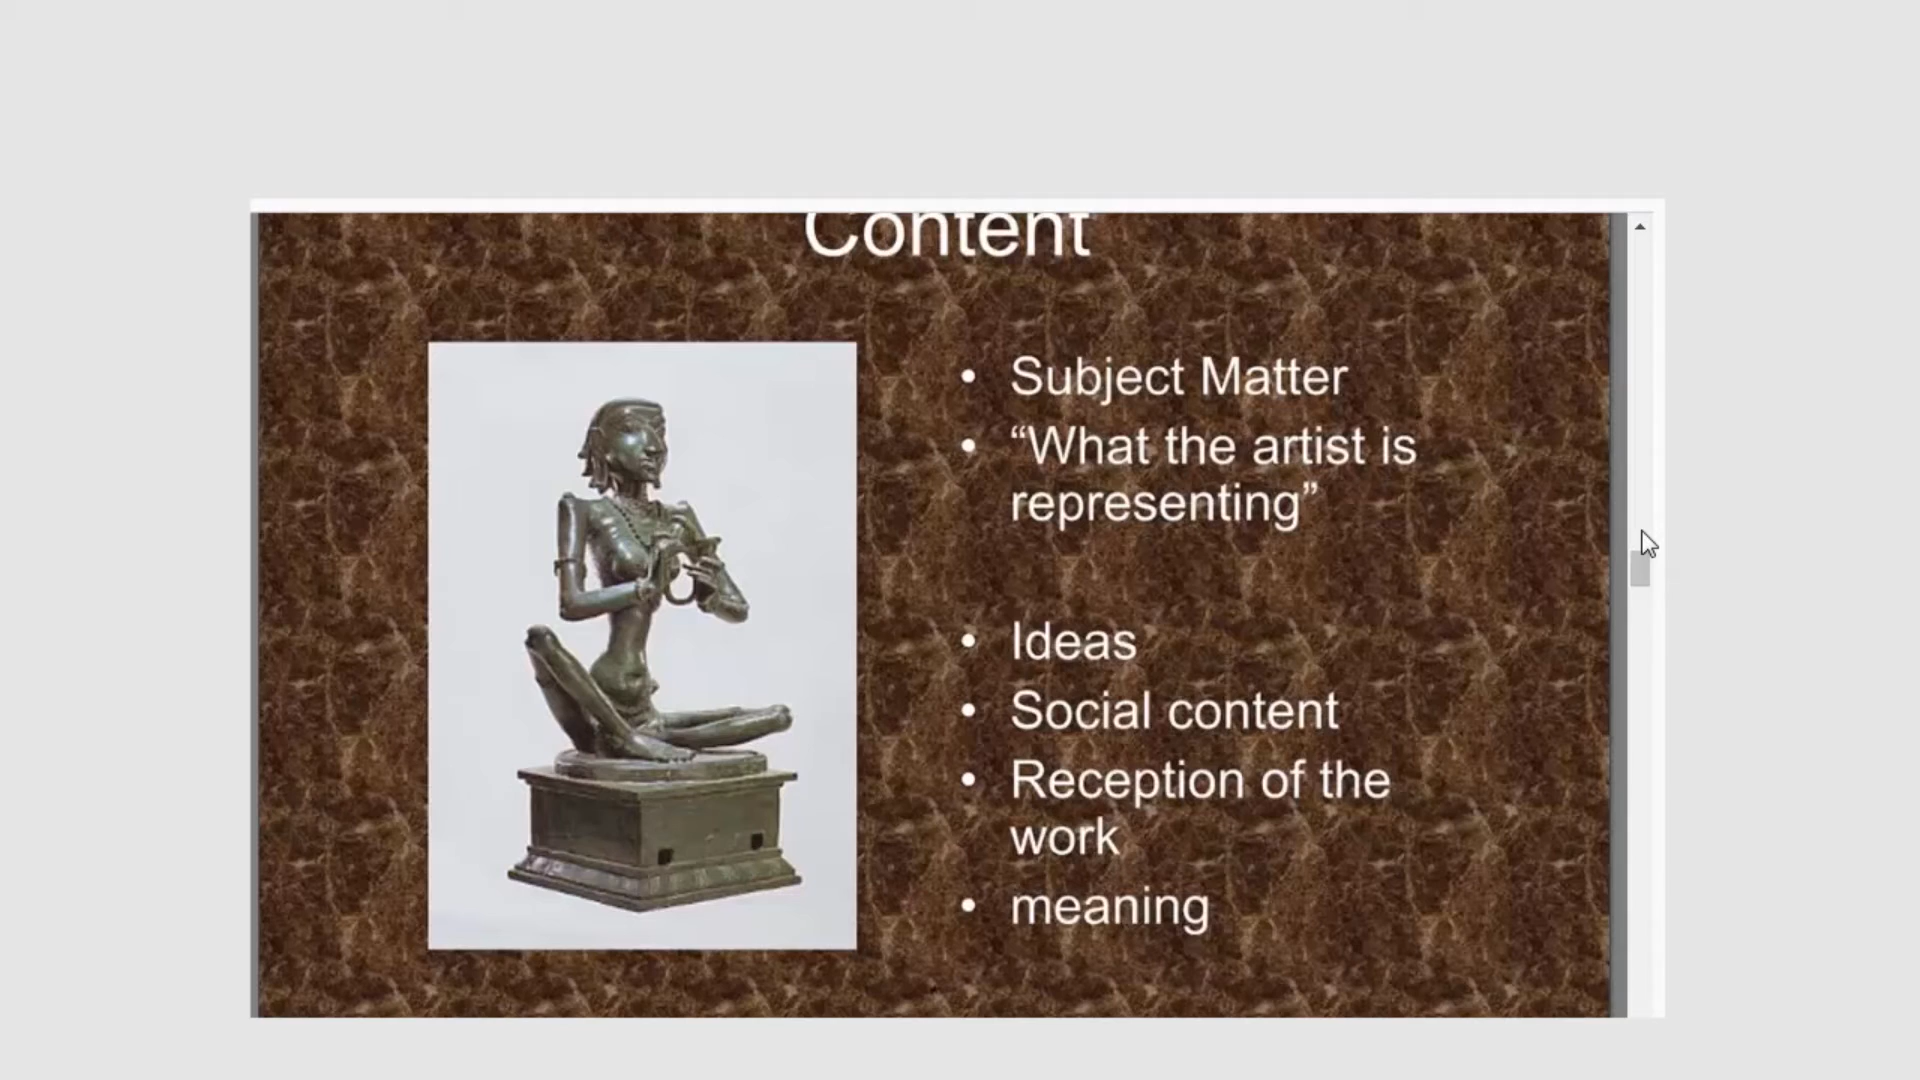 Content
• Subject Matter
• “What the artist is
representing”
• Ideas
• Social content
• Reception of the
work
• meaning